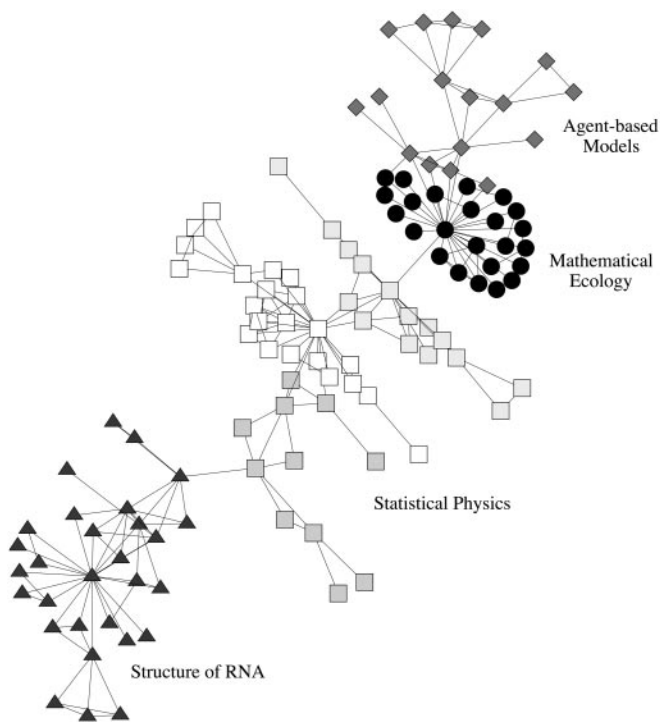 Agent-based
Models
Mathematical
Ecology
Statistical Physics
Structure of RNA